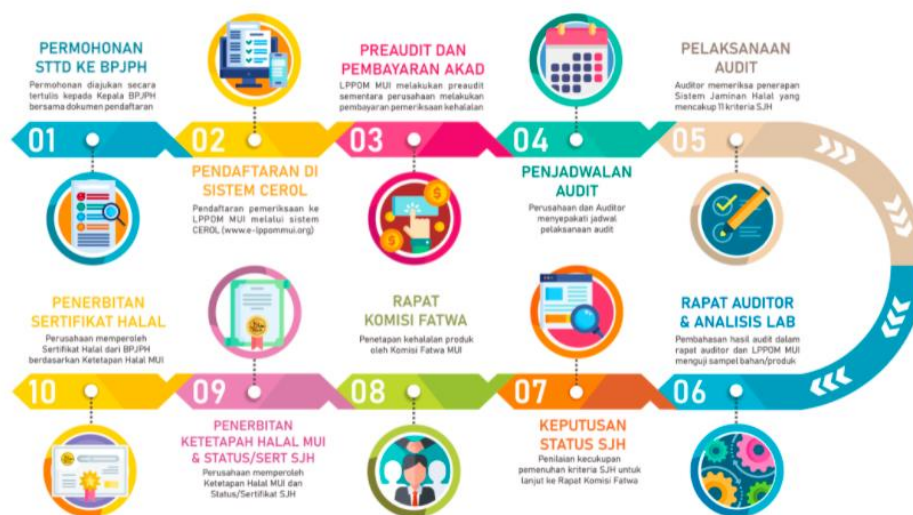 PERMOHONAN
STTD KE BPJPH
Permohonan diajukan secara
tertulis kepada Kepala BPJPH
bersama dokumen pendaftaran
01
02
PENDAFTARAN DI
SISTEM CEROL
Pendaftaran pemeriksaan ke
LPPOM MUI melalui sistem
CEROL (www.e-lppommui.org)
PREAUDIT DAN
PEMBAYARAN AKAD
LPPOM MUI melakukan preaudit
sementara perusahaan melakukan
pembayaran pemeriksaan kehalalan
03
04
PENJADWALAN
AUDIT
Perusahaan dan Auditor
menyepakati jadwal
pelaksanaan audit
PELAKSANAAN
AUDIT
Auditor memeriksa penerapan
Sistem Jaminan Halal yang
mencakup 11 kriteria SJH
05
RAPAT AUDITOR
& ANALISIS LAB
Pembahasan hasil audit dalam
rapat auditor dan LPPOM MUI
menguji sampel bahan/produk
06
07
KEPUTUSAN
STATUS SJH
Penilaian kecukupan
pemenuhan kriteria SJH untuk
lanjut ke Rapat Komisi Fatwa
RAPAT
KOMISI FATWA
Penetapan kehalalan produk
oleh Komisi Fatwa MUI
08
09
PENERBITAN
KETETAPAH HALAL MUI
& STATUS/SERT SJH
Perusahaan memperoleh
Ketetapan Halal MUI dan
Status/Sertifikat SJH
PENERBITAN
SERTIFIKAT HALAL
Perusahaan memperoleh
Sertifikat Halal dari BPJPH
berdasarkan Ketetapan Halal MUI
10